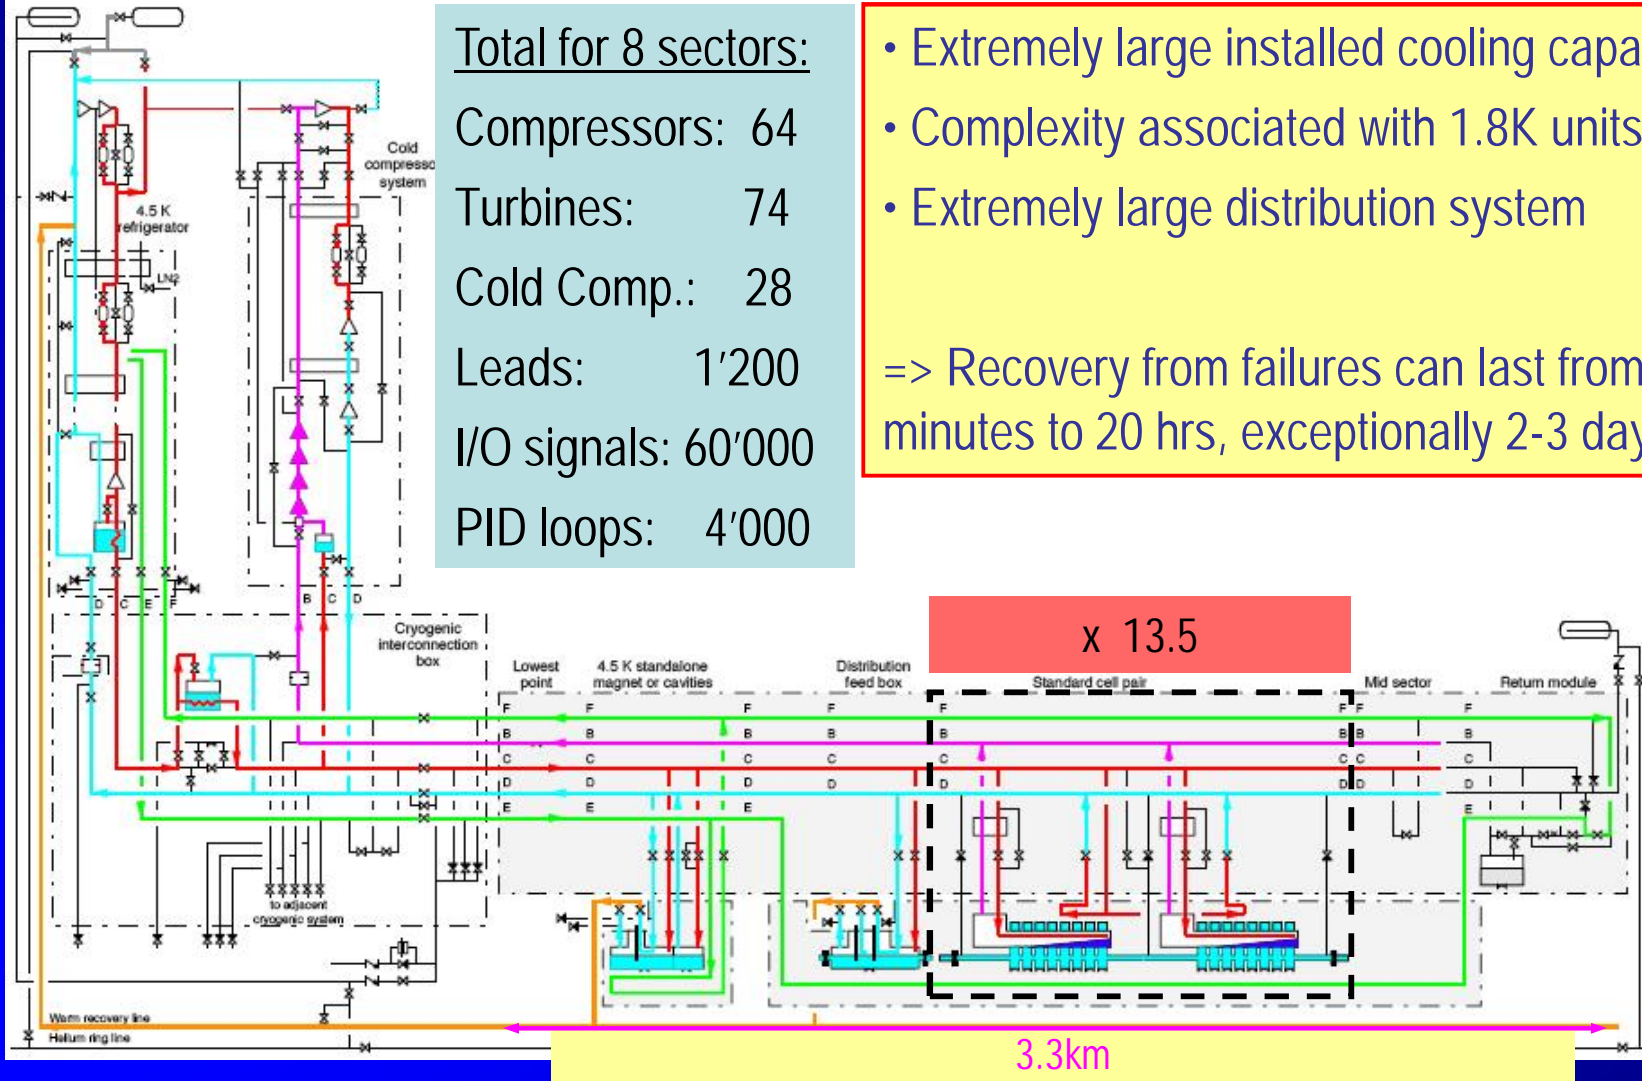 Total for 8 sectors:
Compressors: 64
Turbines: 74
Cold Comp.: 28
Leads: 1'200
I/O signals: 60'000
PID loops: 4'000
• Extremely large installed cooling capa
• Complexity associated with 1.8K units
• Extremely large distribution system
=> Recovery from failures can last from
minutes to 20 hrs, exceptionally 2-3 day
Cold
compresso
system
4.5 K
refrigerator
LN2
D C E F
B C D
Cryogenic
interconnection
box
x 13.5
Lowest
point
4.5 K standalone
magnet or cavities
Distribution
feed box
Standard cell pair
Mid sector
Return module
F F F F F F F F
B B B B B B B B
C C C C C C C C
D D D D D D D D
E E E E
to adjacent
cryogenic system
Warm recovery line
Helium ring line
3.3km